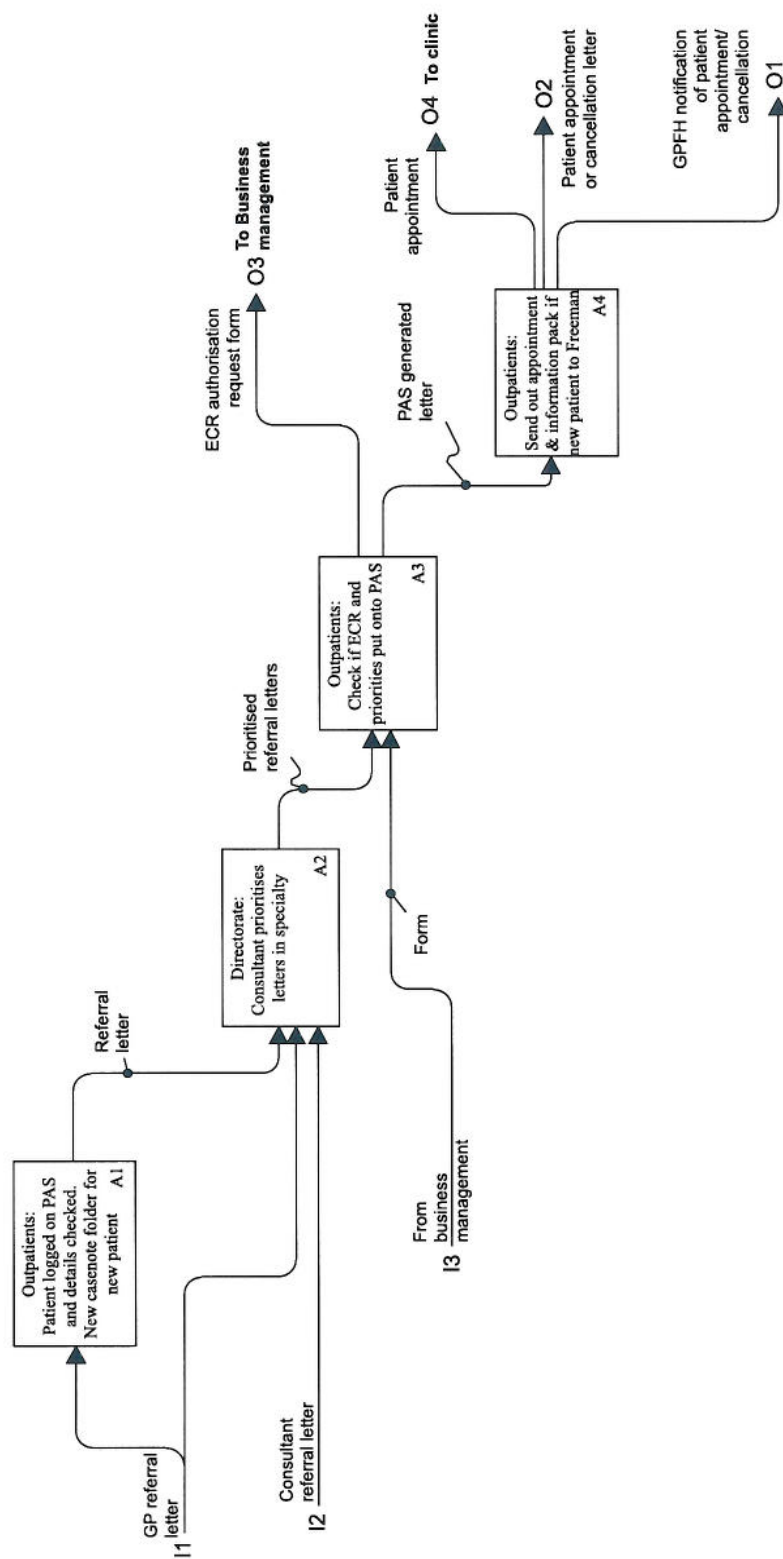 GP referral
letter
I1
Consultant
referral letter
I2
Outpatients:
Patient logged on PAS
and details checked.
New casenote folder for
new patient
A1
Referral
letter
From
business
management
I3
Directorate:
Consultant prioritises
letters in specialty
A2
Form
Prioritised
referral letters
Outpatients:
Check if ECR and
priorities put onto PAS
A3
ECR authorisation
request form
O3 To Business
management
PAS generated
letter
Outpatients:
Send out appointment
& information pack if
new patient to Freeman
A4
Patient
appointment
O4 To clinic
O2
Patient appointment
or cancellation letter
GPFH notification
of patient
appointment/
cancellation
O1